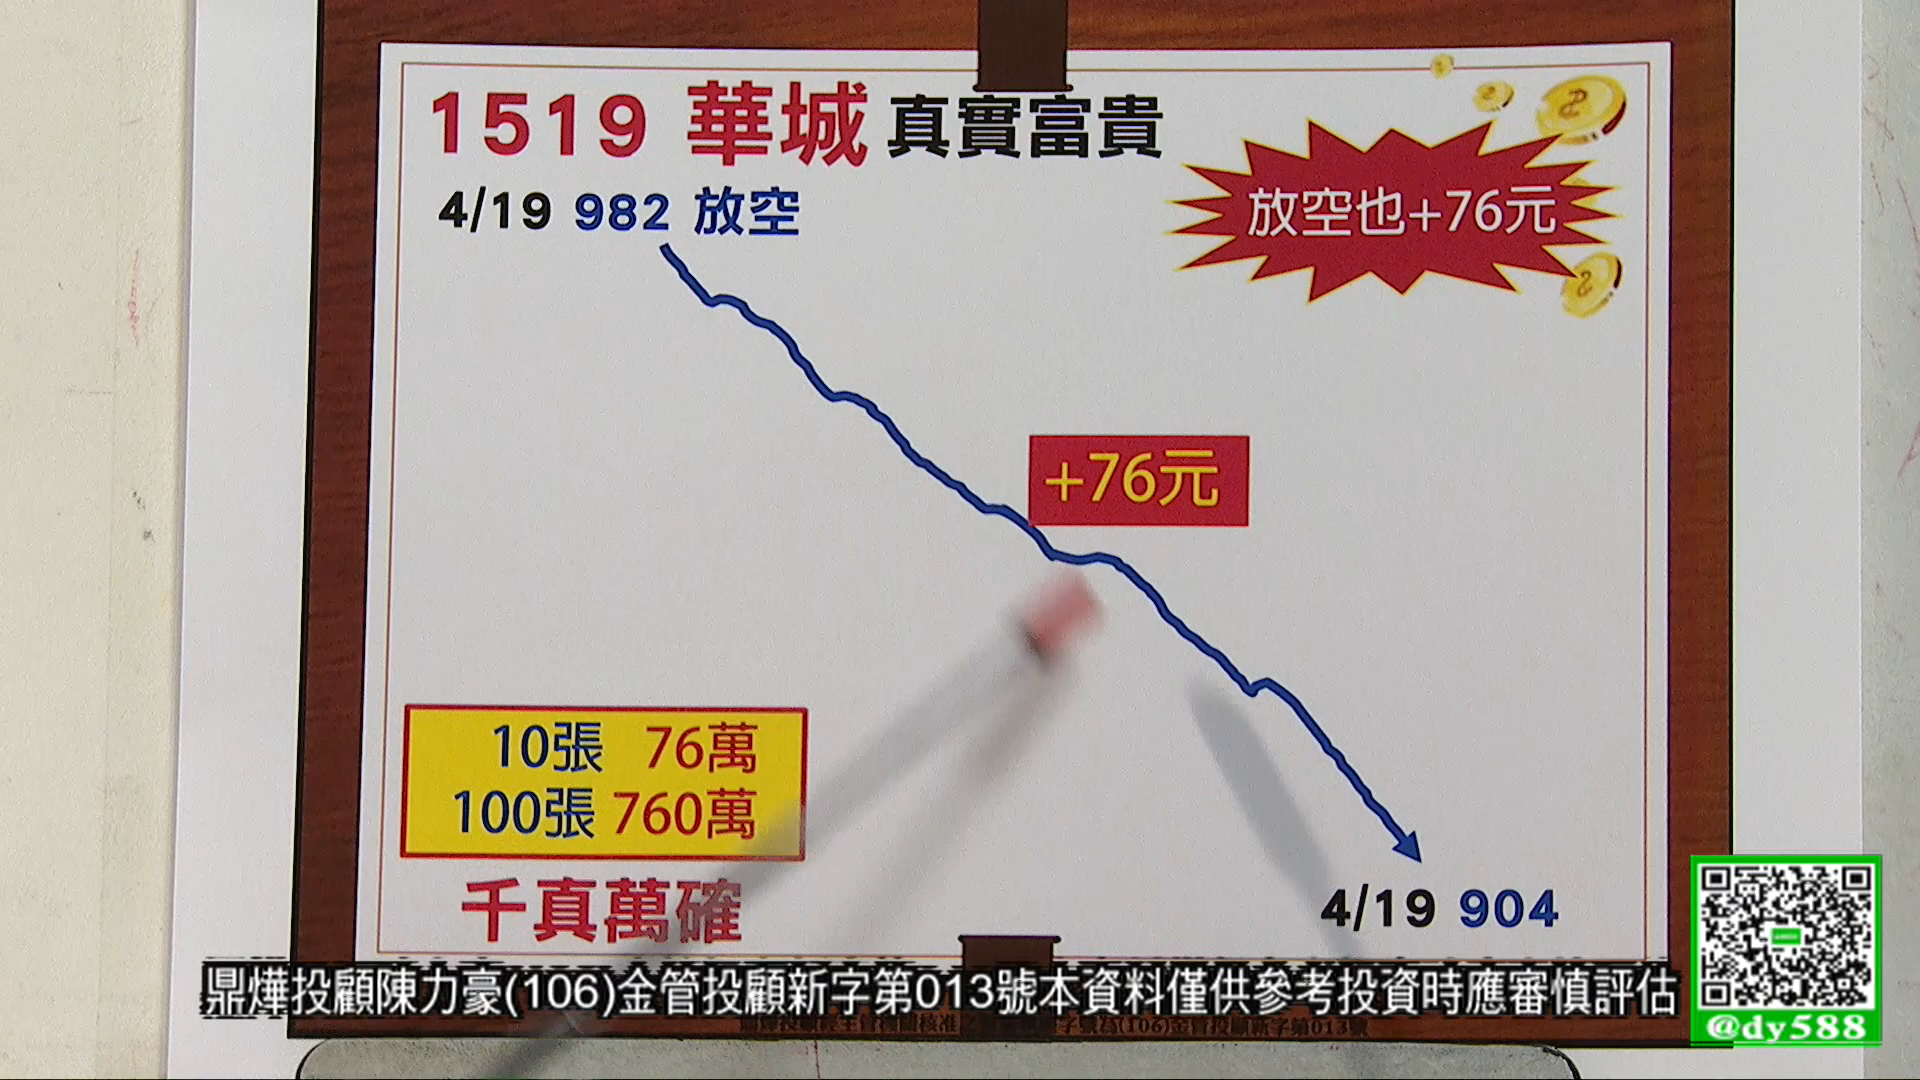 1519 華城 真實富貴
4/19 982 放空
放空也+76元
+76元
10張 76萬
100張 760萬
千真萬確
4/19 904
鼎燁投顧陳力豪(106)金管投顧新字第013號本資料僅供參考投資時應審慎評估
@dy588